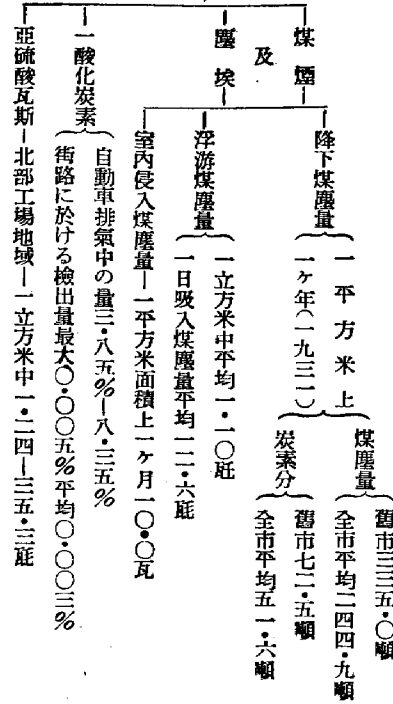 煤煙
及
塵埃
降下煤塵量
一平方米上
一ヶ年(一九三一)
煤塵量
舊市三三五・〇噸
全市平均二四四・九噸
炭素分
舊市七二・五噸
全市平均五一・六噸
浮游煤塵量
一立方米中平均一・一〇瓱
一日吸入煤塵量平均一二・六瓱
室內侵入煤塵量―一平方米面積上一ヶ月一〇・〇瓦
一酸化炭素
自動車排氣中の量三・八五%―八・三五%
街路に於ける檢出量最大〇・〇〇五%平均〇・〇〇三%
亞硫酸瓦斯―北部工場地域―一立方米中一・二四―三五・三瓱